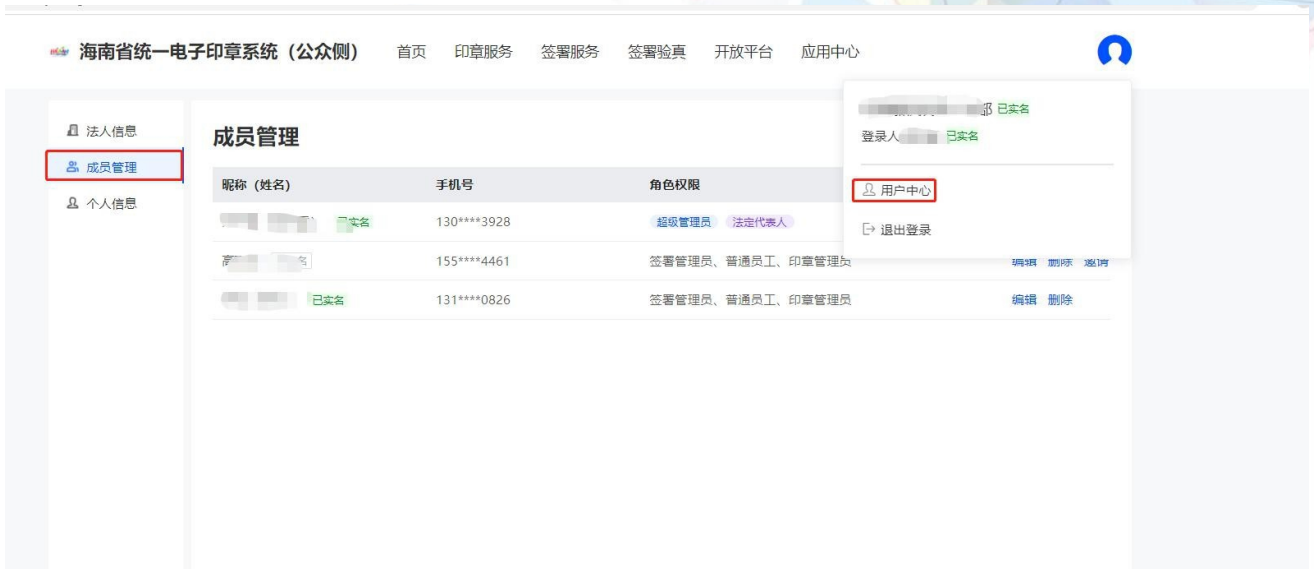 海南省统一电子印章系统（公众侧）
首页 印章服务 签署服务 签署验真 开放平台 应用中心
部 已实名
登录人 已实名
用户中心
退出登录
法人信息
成员管理
个人信息
成员管理
昵称（姓名） 手机号 角色权限
已实名 130****3928 超级管理员 法定代表人
155****4461 签署管理员、普通员工、印章管理员 编辑 删除 邀请
已实名 131****0826 签署管理员、普通员工、印章管理员 编辑 删除